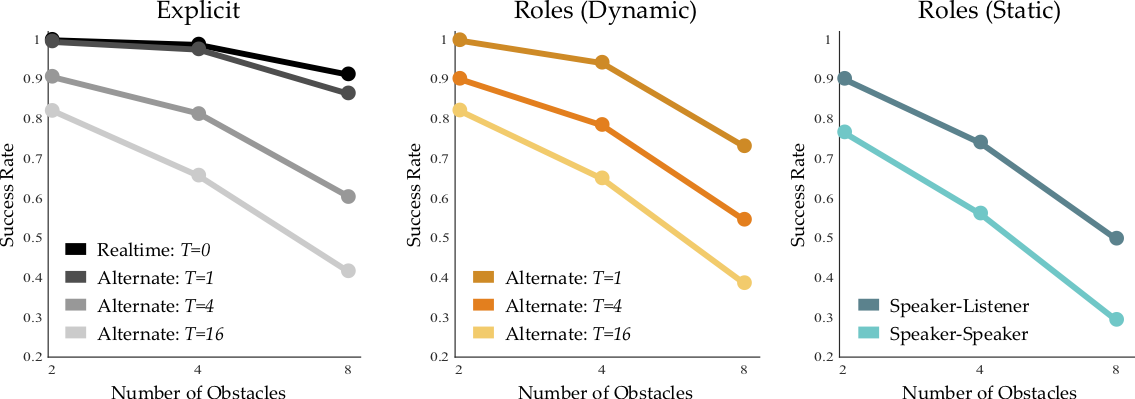 Explicit
Success Rate
1
0.9
0.8
0.7
0.6
0.5
0.4
0.3
0.2
Realtime: T=0
Alternate: T=1
Alternate: T=4
Alternate: T=16
2 4 8
Number of Obstacles
Roles (Dynamic)
Success Rate
1
0.9
0.8
0.7
0.6
0.5
0.4
0.3
0.2
Alternate: T=1
Alternate: T=4
Alternate: T=16
2 4 8
Number of Obstacles
Roles (Static)
Success Rate
1
0.9
0.8
0.7
0.6
0.5
0.4
0.3
0.2
Speaker-Listener
Speaker-Speaker
2 4 8
Number of Obstacles